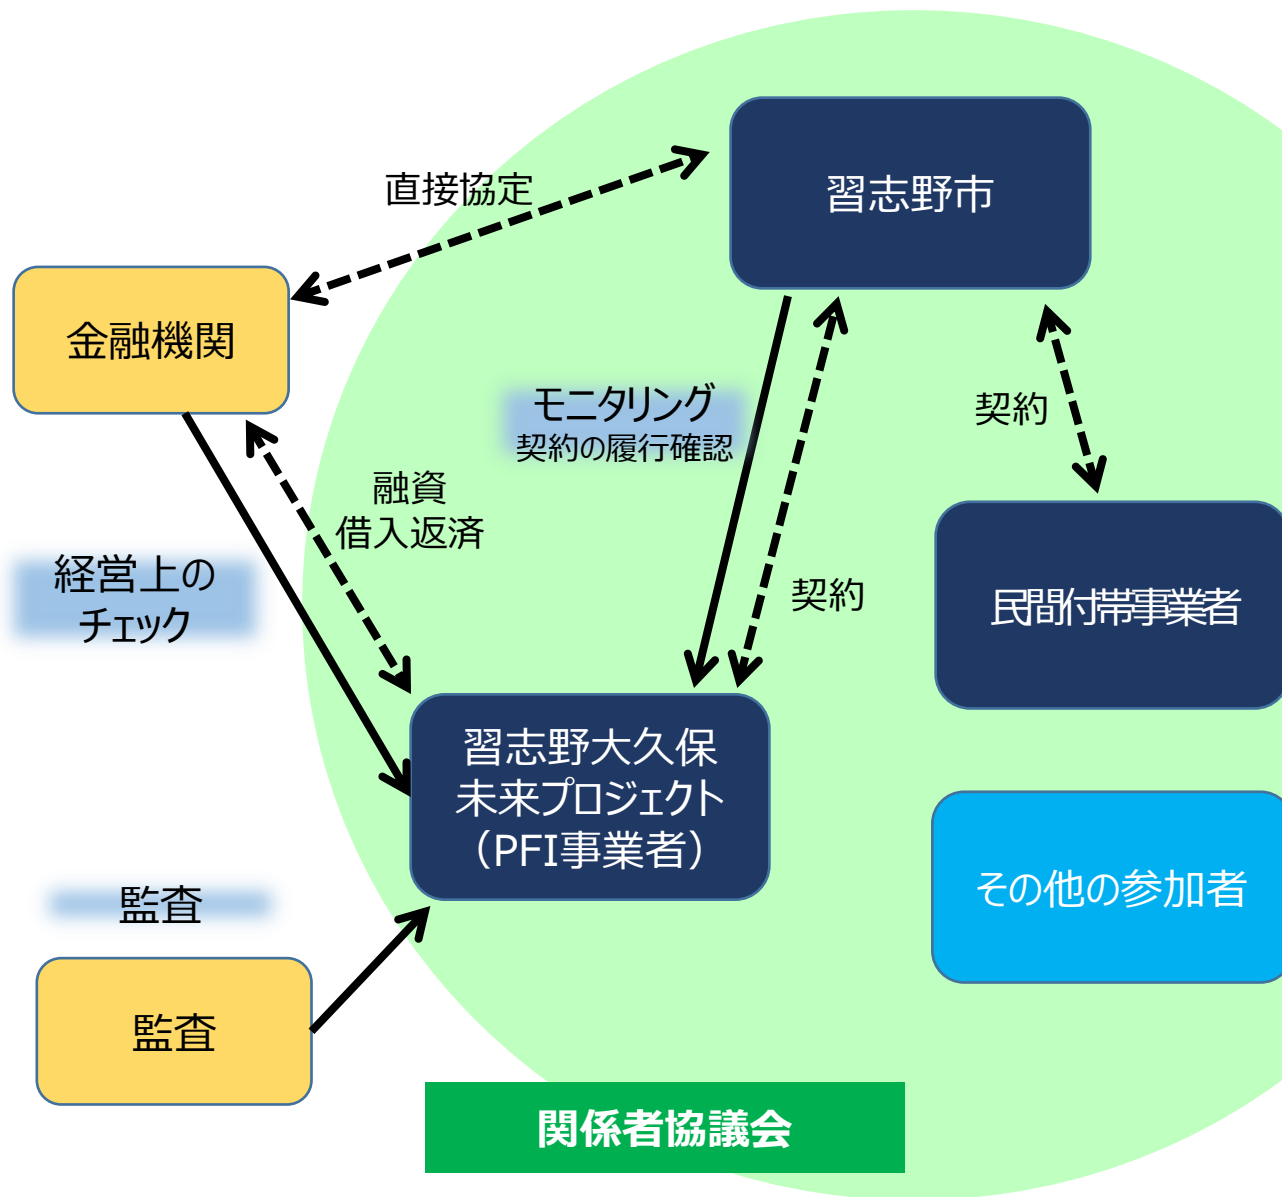 習志野市
直接協定
金融機関
モニタリング
契約の履行確認
契約
融資
借入返済
経営上の
チェック
契約
民間付帯事業者
習志野大久保
未来プロジェクト
（PFI事業者）
その他の参加者
監査
監査
関係者協議会